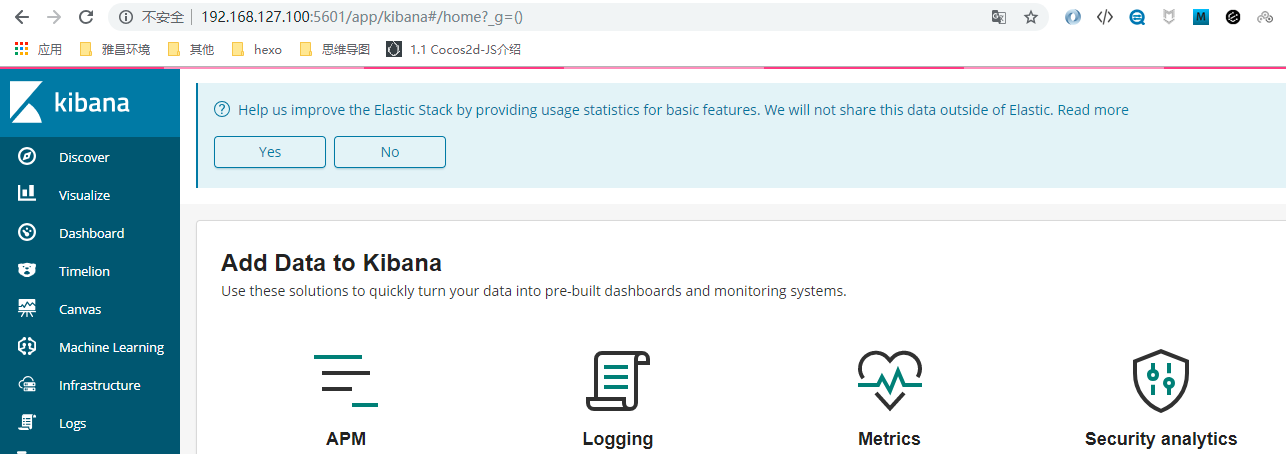 不安全 | 192.168.127.100:5601/app/kibana#/home?_g=()
应用 雅昌环境 其他 hexo 思维导图 1.1 Cocos2d-JS介绍
kibana
Discover
Visualize
Dashboard
Timelion
Canvas
Machine Learning
Infrastructure
Logs
Help us improve the Elastic Stack by providing usage statistics for basic features. We will not share this data outside of Elastic. Read more
Yes No
Add Data to Kibana
Use these solutions to quickly turn your data into pre-built dashboards and monitoring systems.
APM Logging Metrics Security analytics